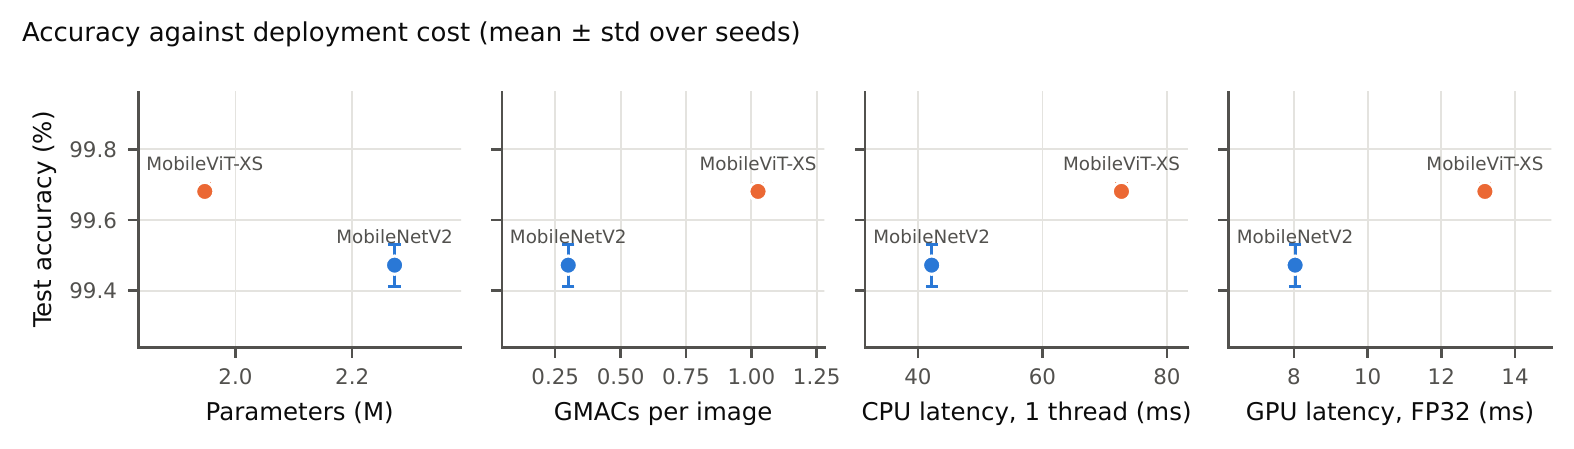 Accuracy against deployment cost (mean ± std over seeds)
Test accuracy (%)
99.8
99.6
99.4
MobileViT-XS
MobileNetV2
2.0 2.2
Parameters (M)
MobileViT-XS
MobileNetV2
0.25 0.50 0.75 1.00 1.25
GMACs per image
MobileViT-XS
MobileNetV2
40 60 80
CPU latency, 1 thread (ms)
MobileViT-XS
MobileNetV2
8 10 12 14
GPU latency, FP32 (ms)